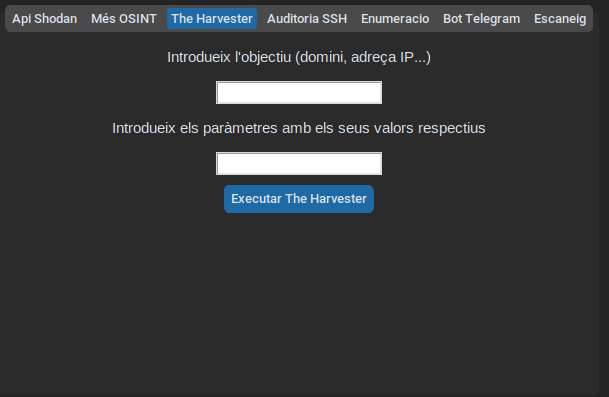 Api Shodan Més OSINT The Harvester Auditoria SSH Enumeracio Bot Telegram Escaneig
Introdueix l'objectiu (domini, adreça IP...)
Introdueix els paràmetres amb els seus valors respectius
Executar The Harvester